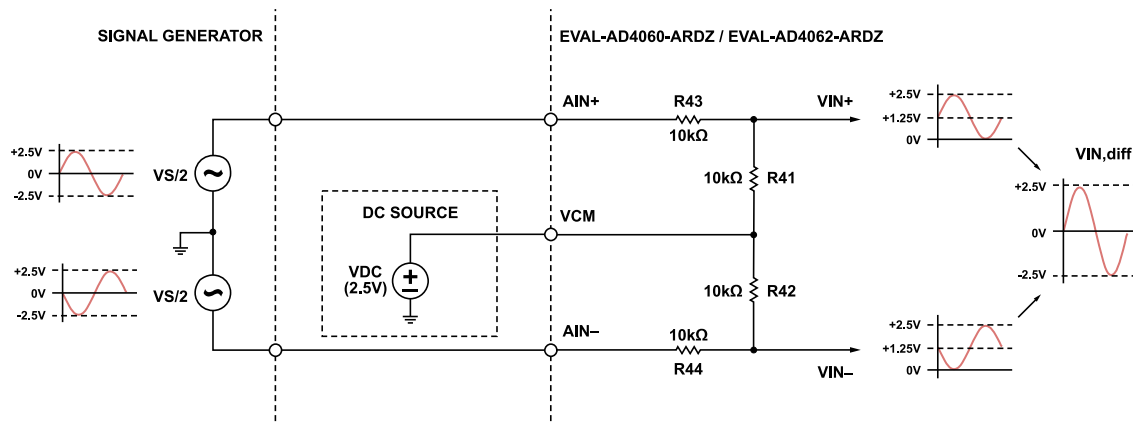 SIGNAL GENERATOR
EVAL-AD4060-ARDZ / EVAL-AD4062-ARDZ
+2.5V
0V
-2.5V
VS/2
+2.5V
0V
-2.5V
VS/2
DC SOURCE
VDC
(2.5V)
AIN+
VCM
AIN–
R43
10kΩ
10kΩ
R41
10kΩ
R42
10kΩ
R44
VIN+
VIN–
+2.5V
+1.25V
0V
VIN,diff
+2.5V
0V
-2.5V
+2.5V
+1.25V
0V